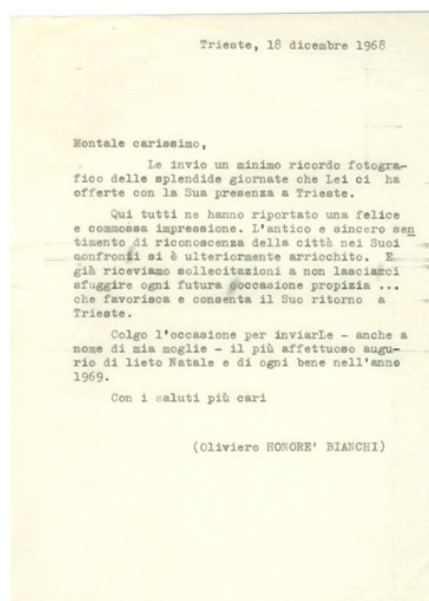 Trieste, 18 dicembre 1968
Montale carissimo,
Le invio un minimo ricordo fotogra-
fico delle splendide giornate che Lei ci ha
offerte con la Sua presenza a Trieste.
Qui tutti ne hanno riportato una felice
e commossa impressione. L'antico e sincero sen
timento di riconoscenza della città nei Suoi
confronti si è ulteriormente arricchito. E
già riceviamo sollecitazioni a non lasciarci
sfuggire ogni futura occasione propizia ...
che favorisca e consenta il Suo ritorno a
Trieste.
Colgo l'occasione per inviarLe - anche a
nome di mia moglie - il più affettuoso augu-
rio di lieto Natale e di ogni bene nell'anno
1969.
Con i saluti più cari
(Oliviero HONORE' BIANCHI)